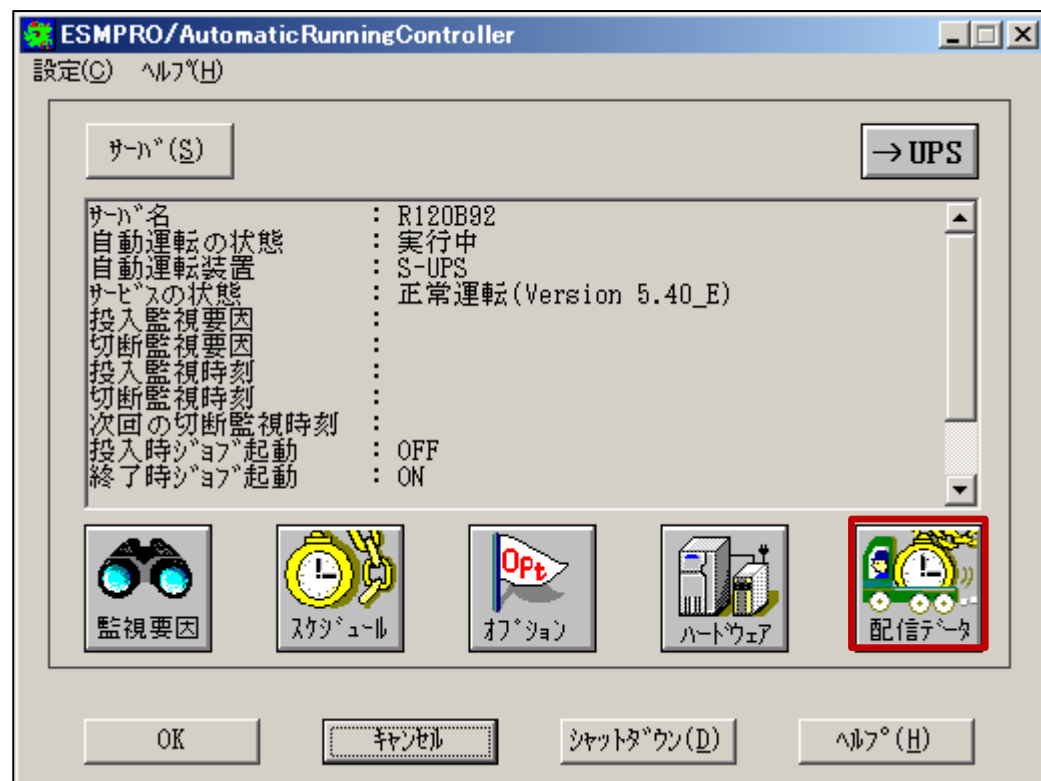 ESMPRO/AutomaticRunningController
設定(C) ﾍﾙﾌﾟ(H)
ｻｰﾊﾞ(S)
→UPS
ｻｰﾊﾞ名 : R120B92
自動運転の状態 : 実行中
自動運転装置 : S-UPS
ｻｰﾋﾞｽの状態 : 正常運転(Version 5.40_E)
投入監視要因 :
切断監視要因 :
投入監視時刻 :
切断監視時刻 :
次回の切断監視時刻 :
投入時ｼﾞｮﾌﾞ起動 : OFF
終了時ｼﾞｮﾌﾞ起動 : ON
Opt
監視要因 ｽｹｼﾞｭｰﾙ ｵﾌﾟｼｮﾝ ﾊｰﾄﾞｳｪｱ 配信ﾃﾞｰﾀ
OK ｷｬﾝｾﾙ ｼｬｯﾄﾀﾞｳﾝ(D) ﾍﾙﾌﾟ(H)